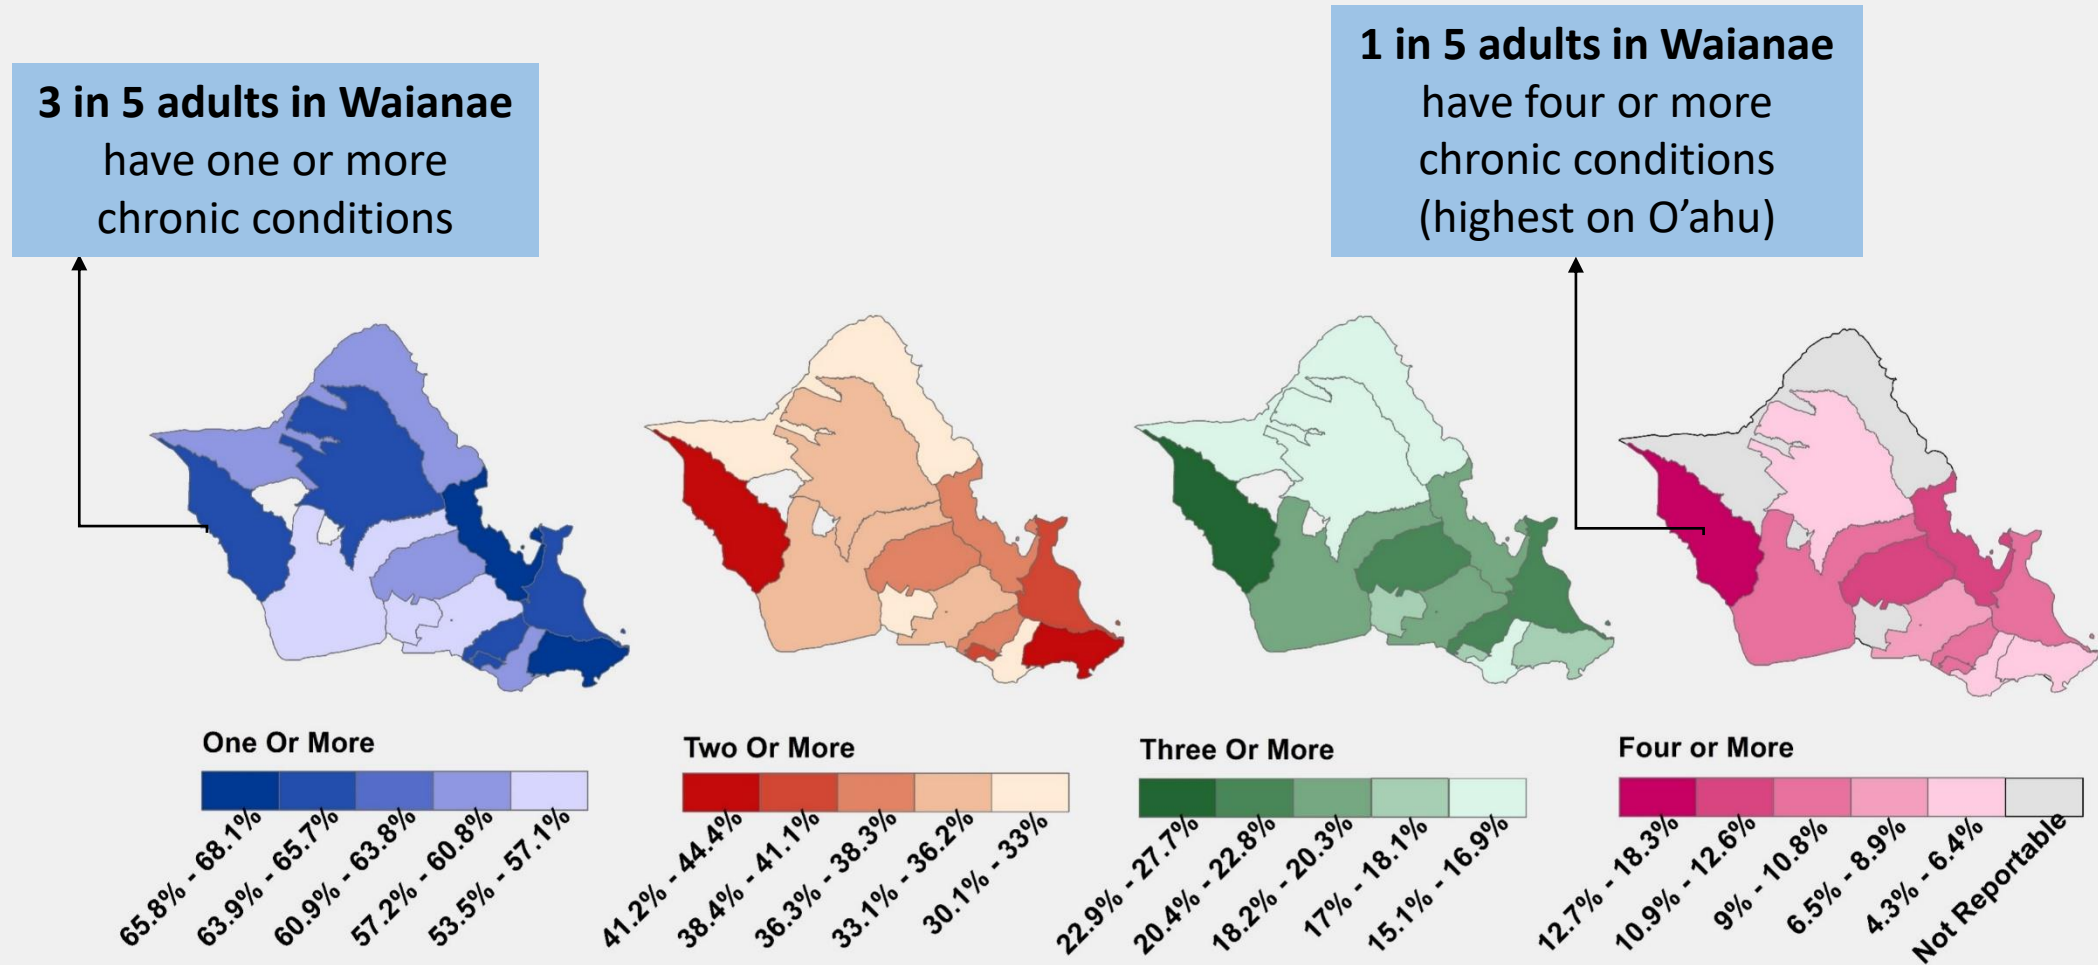 3 in 5 adults in Waianae
have one or more
chronic conditions
1 in 5 adults in Waianae
have four or more
chronic conditions
(highest on O’ahu)
One Or More
65.8% - 68.1%
63.9% - 65.7%
60.9% - 63.8%
57.2% - 60.8%
53.5% - 57.1%
Two Or More
41.2% - 44.4%
38.4% - 41.1%
36.3% - 38.3%
33.1% - 36.2%
30.1% - 33%
Three Or More
22.9% - 27.7%
20.4% - 22.8%
18.2% - 20.3%
17% - 18.1%
15.1% - 16.9%
Four or More
12.7% - 18.3%
10.9% - 12.6%
9% - 10.8%
6.5% - 8.9%
4.3% - 6.4%
Not Reportable